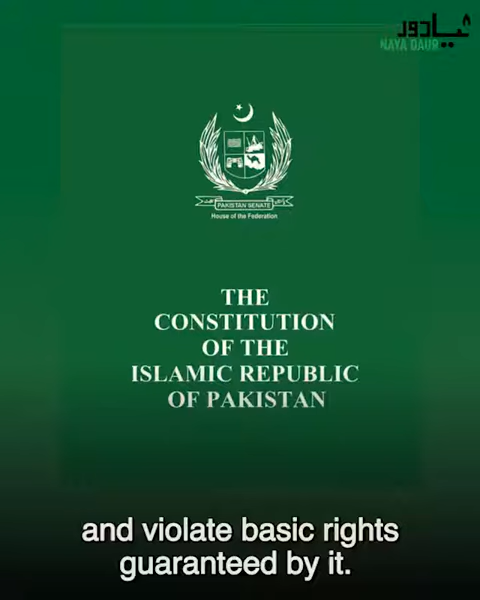 نیا دور
NAYA DAUR
PAKISTAN SENATE
House of the Federation
THE
CONSTITUTION
OF THE
ISLAMIC REPUBLIC
OF PAKISTAN
and violate basic rights
guaranteed by it.